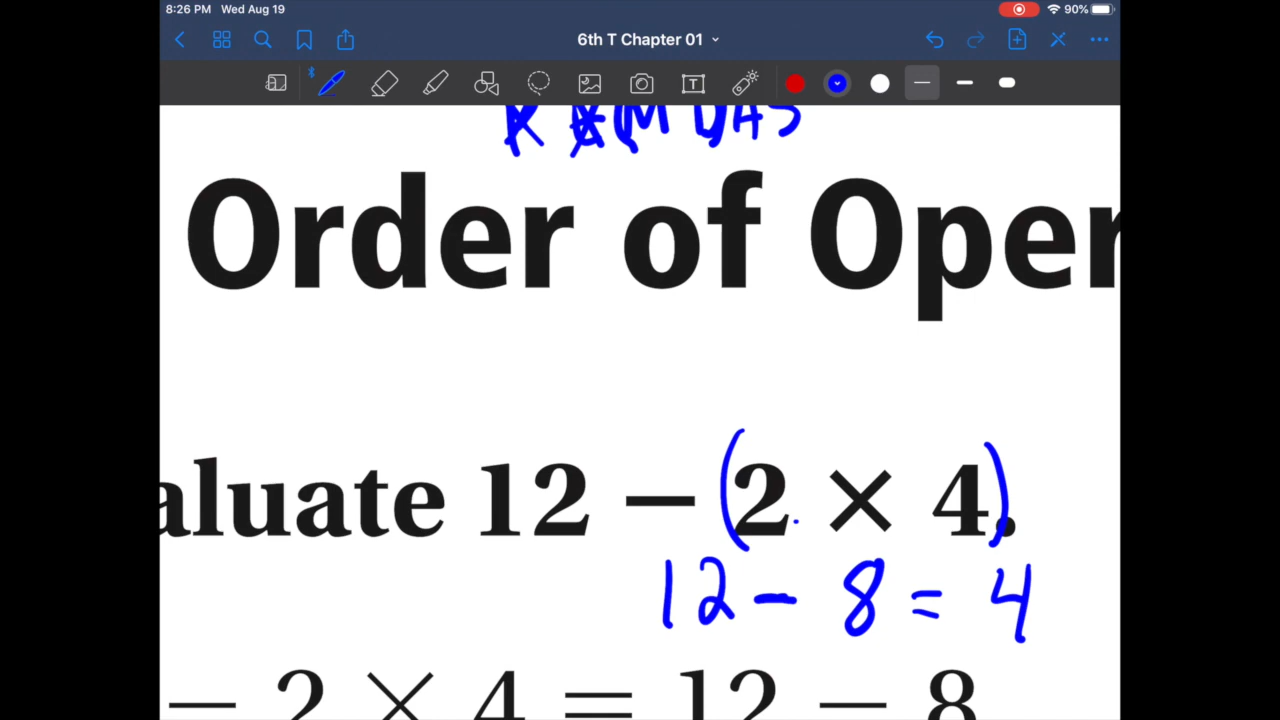 8:26 PM Wed Aug 19
90%
6th T Chapter 01
T
M D A S
Order of Oper
aluate 12 − (2 × 4).
12 - 8 = 4
− 2 × 4 = 12 − 8